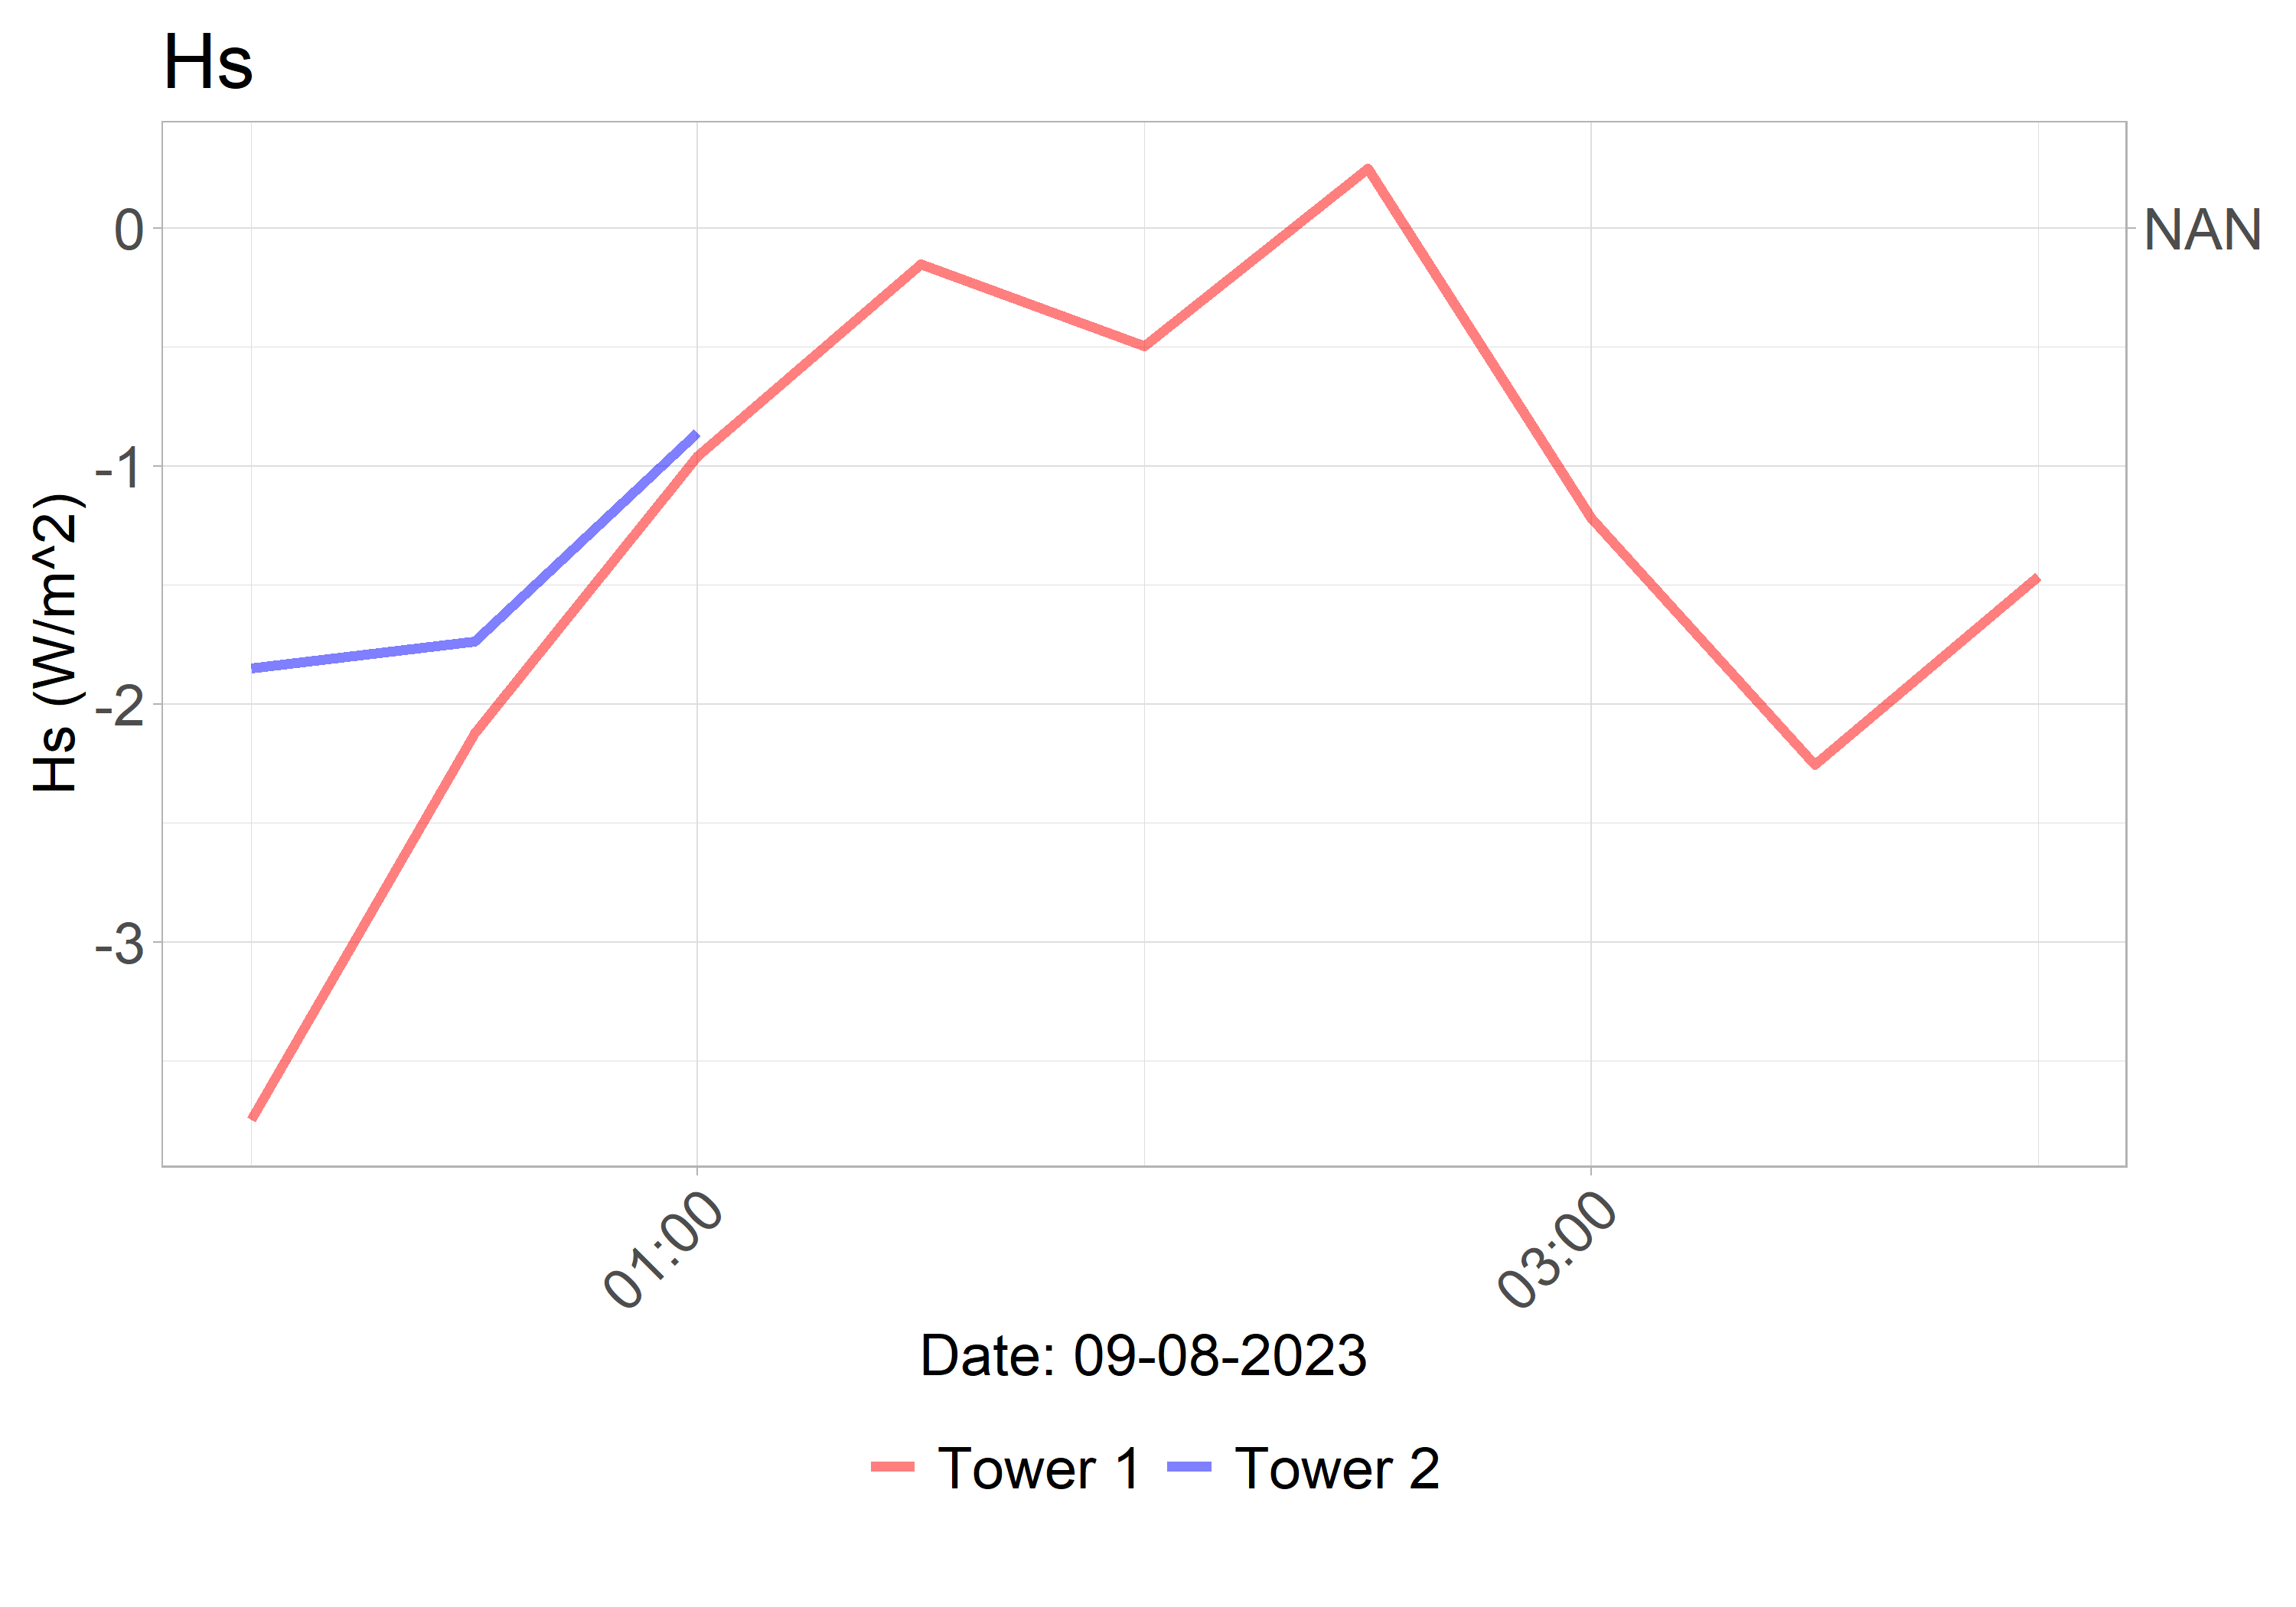 Hs
Hs (W/m^2)
0
-1
-2
-3
NAN
01:00
03:00
Date: 09-08-2023
Tower 1
Tower 2